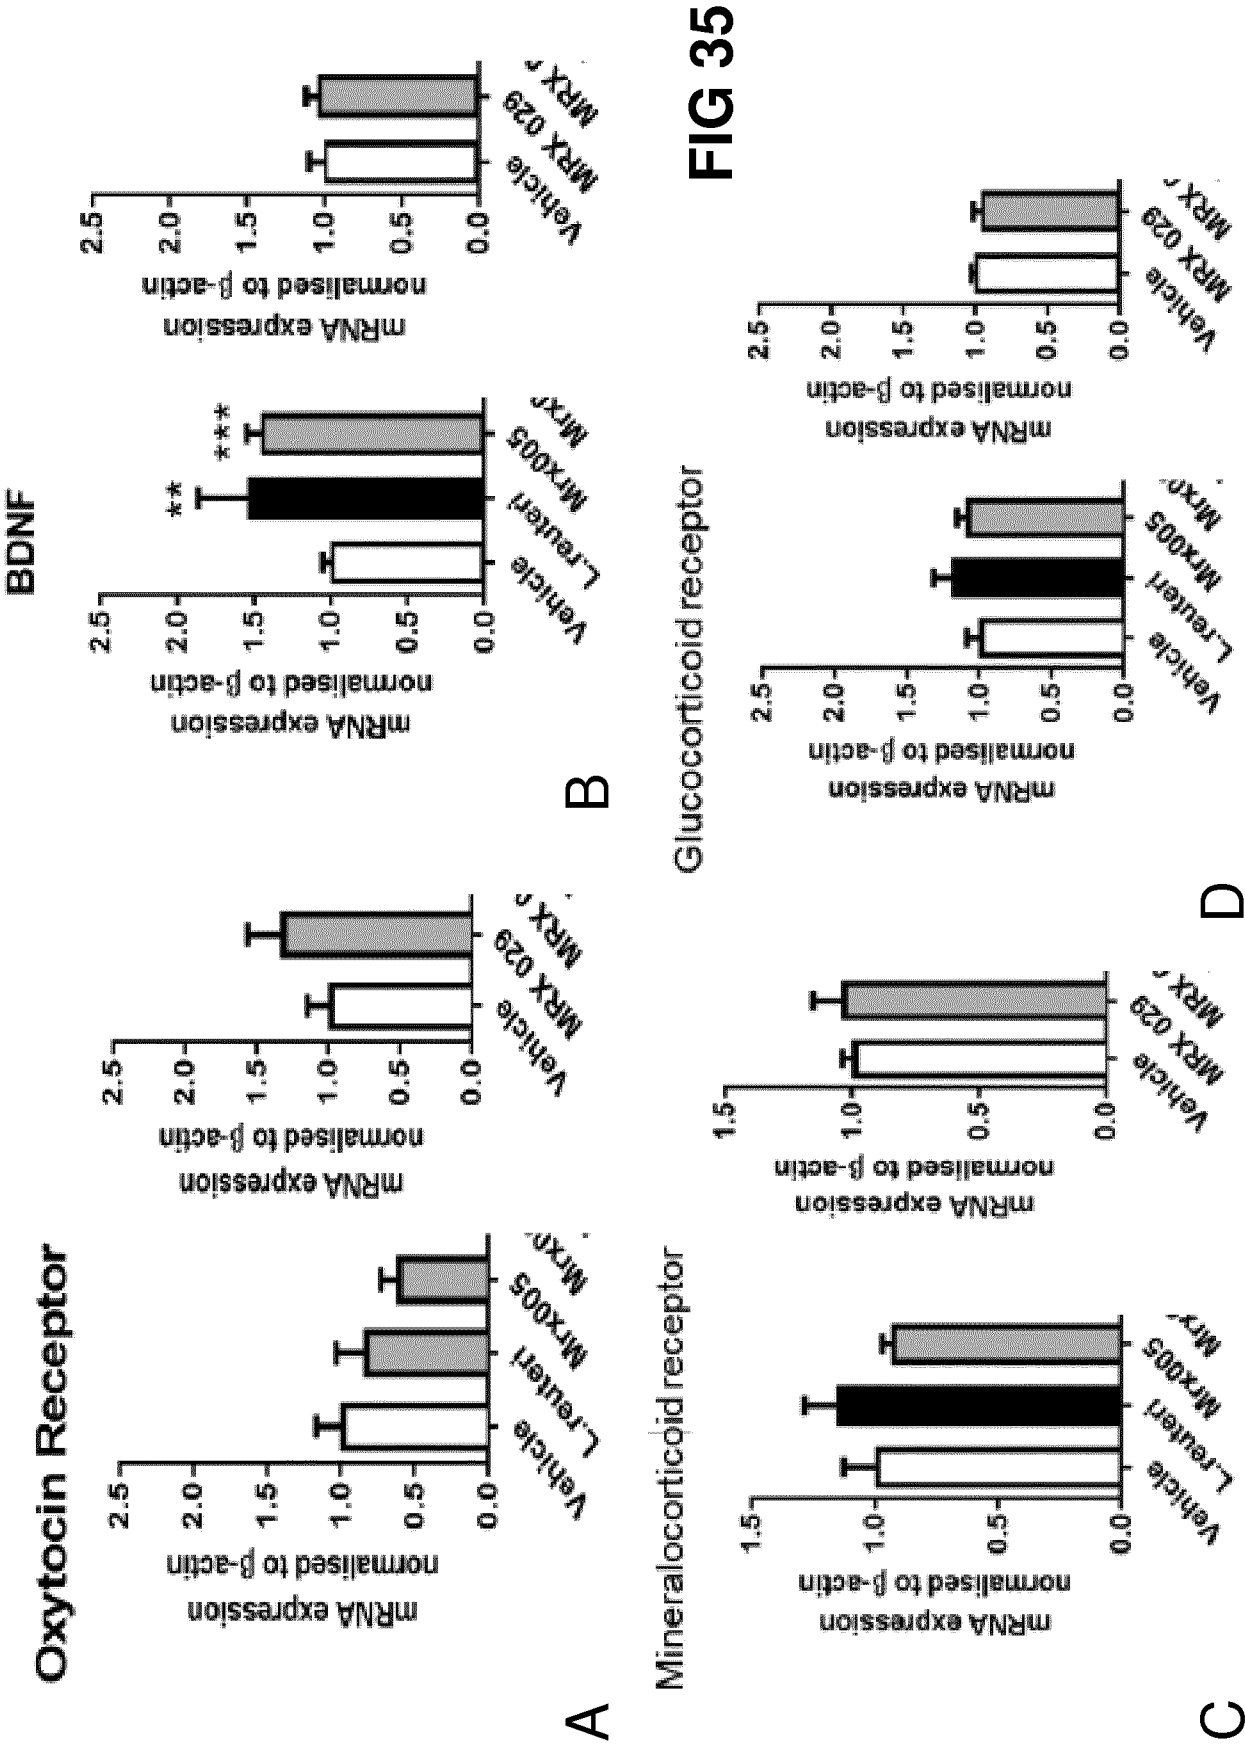 Oxytocin Receptor
mRNA expression
normalised to β-actin
2.5
2.0
1.5
1.0
0.5
0.0
Vehicle
L.reuteri
Mrx005
mRNA expression
normalised to β-actin
2.5
2.0
1.5
1.0
0.5
0.0
Vehicle
MRX 029
MRX
A
BDNF
mRNA expression
normalised to β-actin
2.5
2.0
1.5
1.0
0.5
0.0
**
***
Vehicle
L.reuteri
Mrx005
mRNA expression
normalised to β-actin
2.5
2.0
1.5
1.0
0.5
0.0
Vehicle
MRX 029
MRX
B
Mineralocorticoid receptor
mRNA expression
normalised to β-actin
1.5
1.0
0.5
0.0
Vehicle
L.reuteri
Mrx005
mRNA expression
normalised to β-actin
1.5
1.0
0.5
0.0
Vehicle
MRX 029
MRX
C
Glucocorticoid receptor
mRNA expression
normalised to β-actin
2.5
2.0
1.5
1.0
0.5
0.0
Vehicle
L.reuteri
Mrx005
mRNA expression
normalised to β-actin
2.5
2.0
1.5
1.0
0.5
0.0
Vehicle
MRX 029
MRX
D
FIG 35